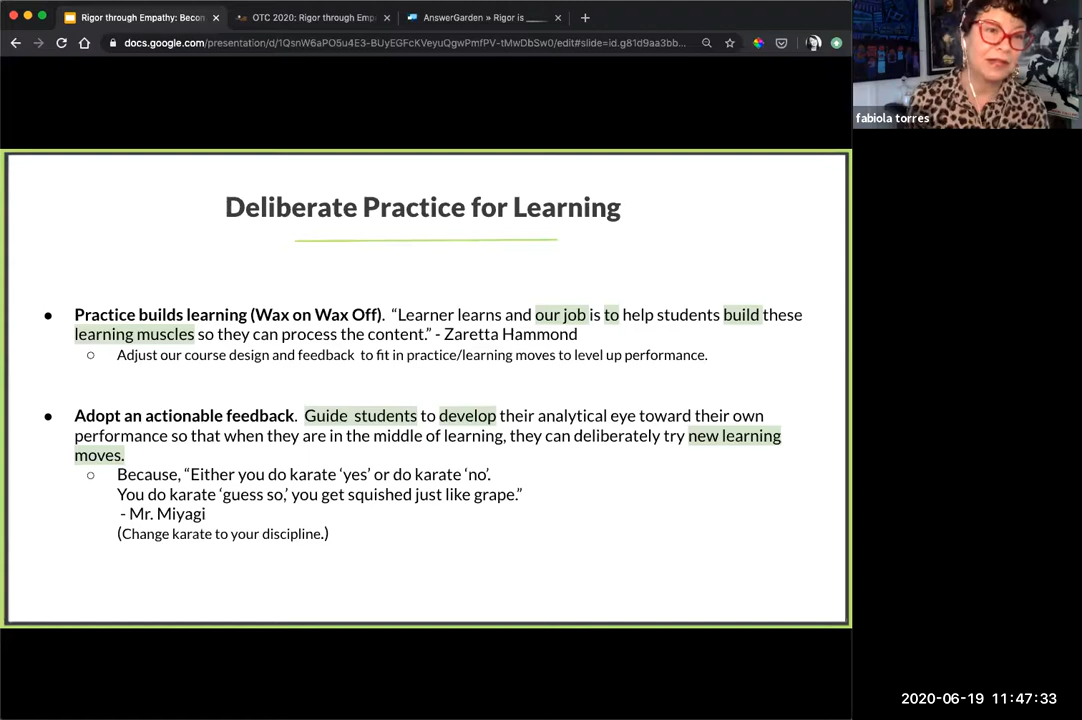 Rigor through Empathy: Becon
OTC 2020: Rigor through Emp
AnswerGarden » Rigor is ____
docs.google.com/presentation/d/1QsnW6aPO5u4E3-BUyEGFcKVeyuQgwPmfPV-tMwDbSw0/edit#slide=id.g81d9aa3bb...
fabiola torres
Deliberate Practice for Learning
● Practice builds learning (Wax on Wax Off). “Learner learns and our job is to help students build these
learning muscles so they can process the content.” - Zaretta Hammond
○ Adjust our course design and feedback to fit in practice/learning moves to level up performance.
● Adopt an actionable feedback. Guide students to develop their analytical eye toward their own
performance so that when they are in the middle of learning, they can deliberately try new learning
moves.
○ Because, “Either you do karate ‘yes’ or do karate ‘no’.
You do karate ‘guess so,’ you get squished just like grape.”
- Mr. Miyagi
(Change karate to your discipline.)
2020-06-19 11:47:33